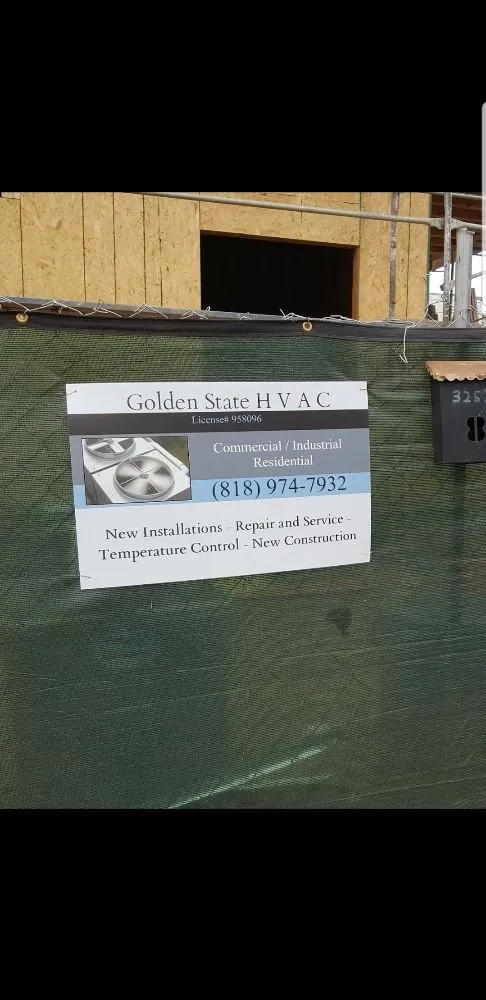 Golden State H V A C
License# 958096
Commercial / Industrial
Residential
(818) 974-7932
New Installations - Repair and Service -
Temperature Control - New Construction